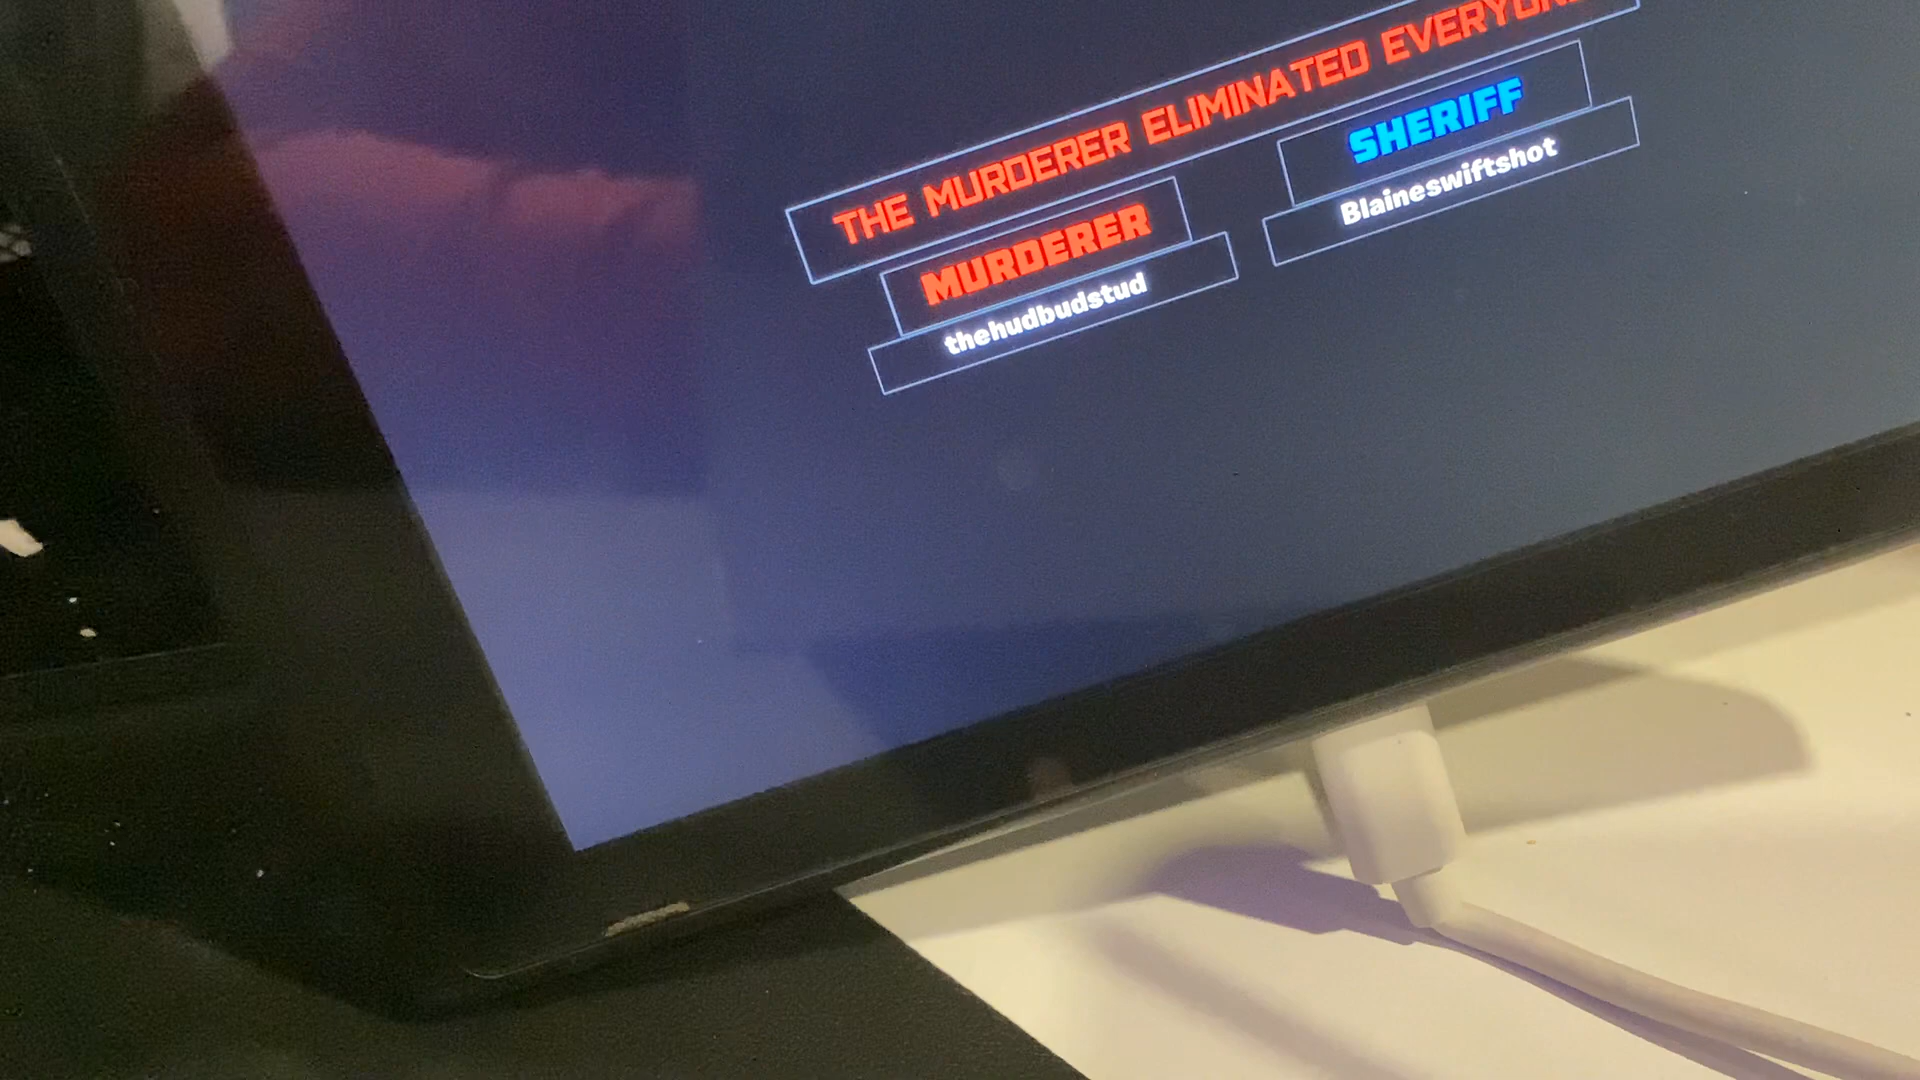 THE MURDERER ELIMINATED
MURDERER
thehudbudstud
SHERIFF
Blaineswiftshot